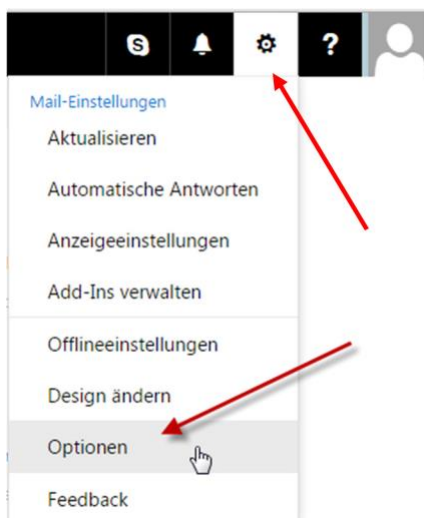 ?
Mail-Einstellungen
Aktualisieren
Automatische Antworten
Anzeigeeinstellungen
Add-Ins verwalten
Offlineeinstellungen
Design ändern
Optionen
Feedback